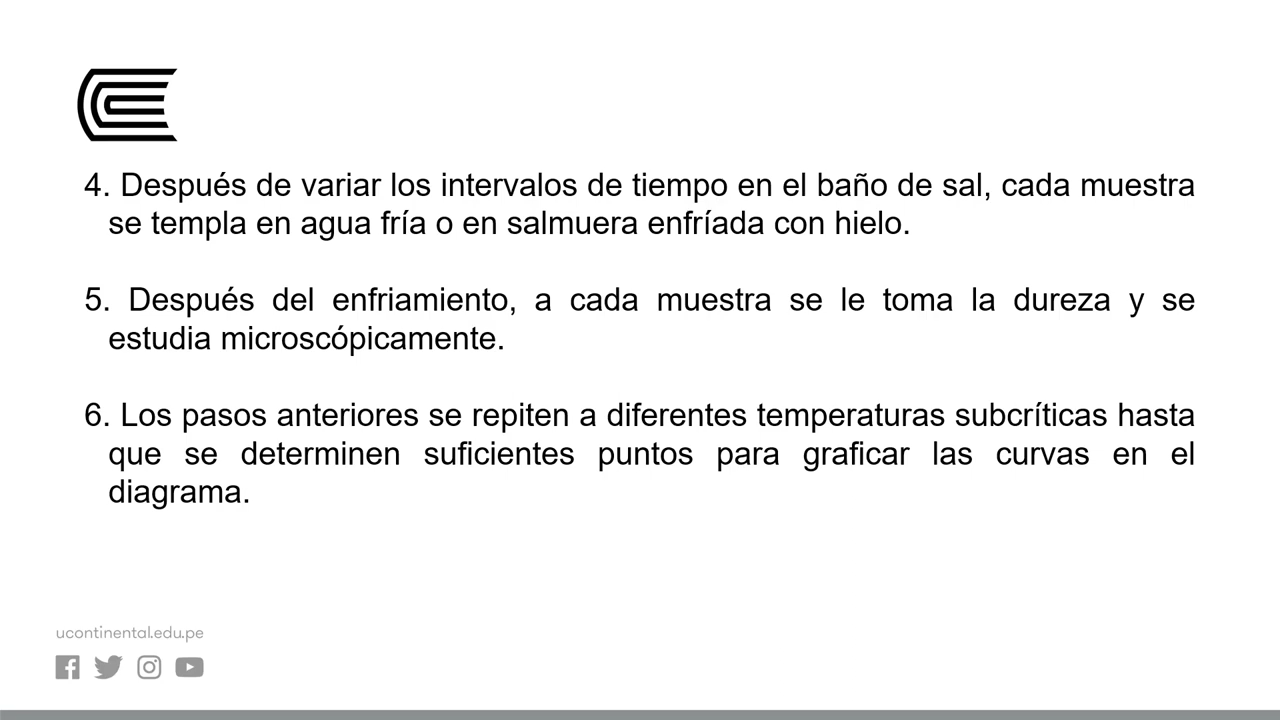 4. Después de variar los intervalos de tiempo en el baño de sal, cada muestra
se templa en agua fría o en salmuera enfríada con hielo.
5. Después del enfriamiento, a cada muestra se le toma la dureza y se
estudia microscópicamente.
6. Los pasos anteriores se repiten a diferentes temperaturas subcríticas hasta
que se determinen suficientes puntos para graficar las curvas en el
diagrama.
ucontinental.edu.pe